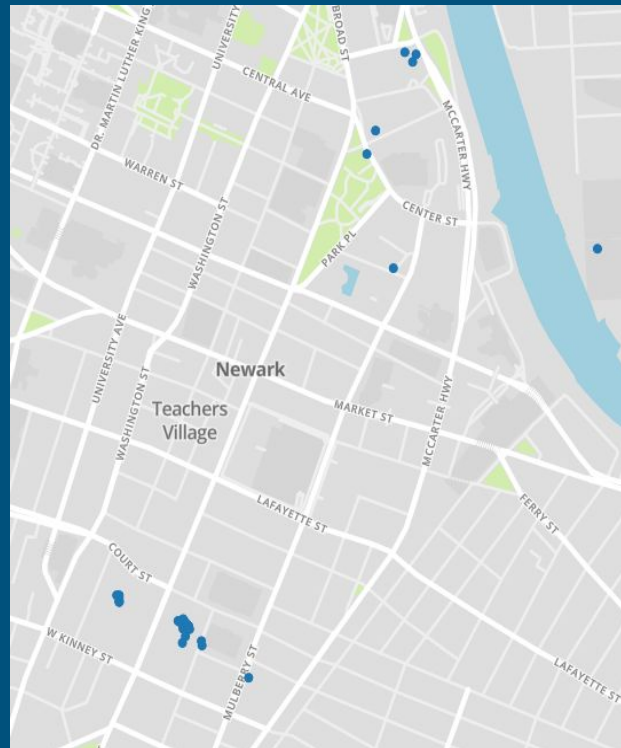 BROAD ST
UNIVERSITY
DR. MARTIN LUTHER KING
CENTRAL AVE
MCCARTER HWY
WARREN ST
WASHINGTON ST
CENTER ST
PARK PL
UNIVERSITY AVE
WASHINGTON ST
Newark
Teachers
Village
MARKET ST
MCCARTER HWY
LAFAYETTE ST
FERRY ST
COURT ST
W KINNEY ST
MULBERRY ST
LAFAYETTE ST